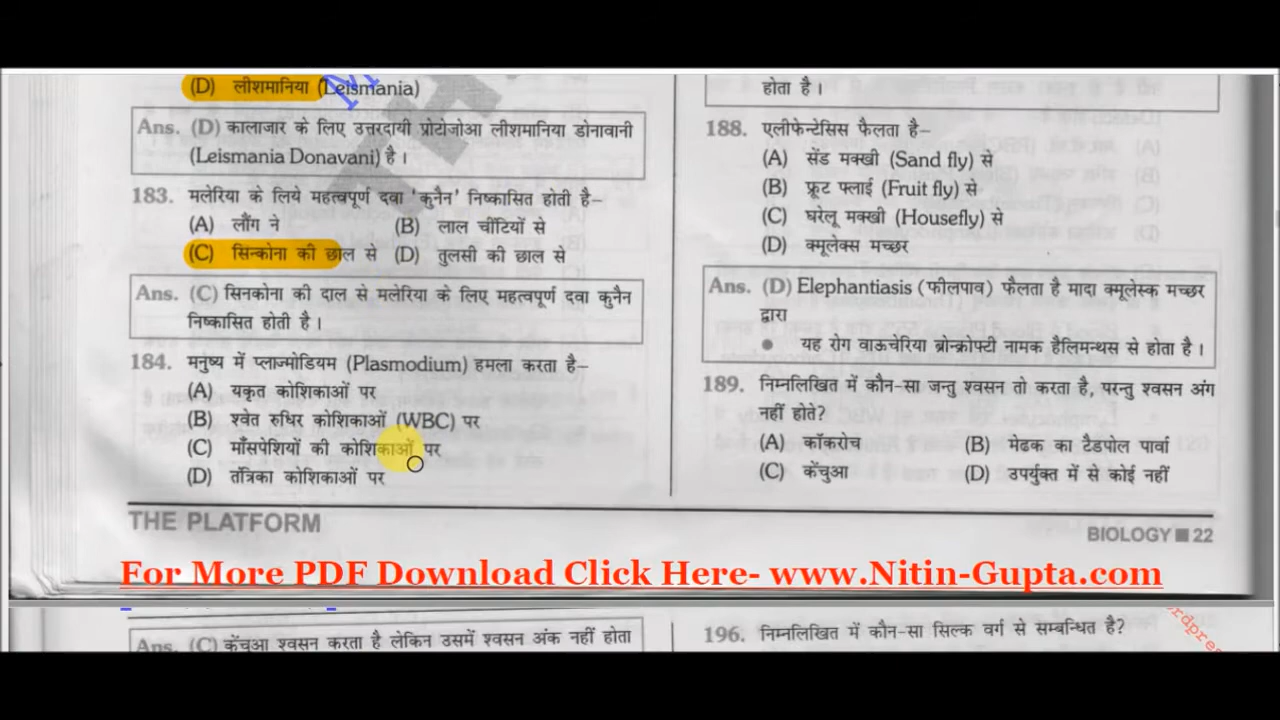 (D) लीशमानिया (Leismania)
Ans. (D) कालाजार के लिए उत्तरदायी प्रोटोजोआ लीशमानिया डोनावानी
(Leismania Donavani) है।
183. मलेरिया के लिये महत्वपूर्ण दवा 'कुनैन' निष्कासित होती है–
(A) लौंग ने (B) लाल चींटियों से
(C) सिन्कोना की छाल से (D) तुलसी की छाल से
Ans. (C) सिनकोना की दाल से मलेरिया के लिए महत्वपूर्ण दवा कुनैन
निष्कासित होती है।
184. मनुष्य में प्लाज्मोडियम (Plasmodium) हमला करता है–
(A) यकृत कोशिकाओं पर
(B) श्वेत रुधिर कोशिकाओं (WBC) पर
(C) माँसपेशियों की कोशिकाओं पर
(D) तंत्रिका कोशिकाओं पर
होता है।
188. एलीफेन्टेसिस फैलता है–
(A) सेंड मक्खी (Sand fly) से
(B) फ्रूट फ्लाई (Fruit fly) से
(C) घरेलू मक्खी (Housefly) से
(D) क्मूलेक्स मच्छर
Ans. (D) Elephantiasis (फीलपाव) फैलता है मादा क्मूलेस्क मच्छर
द्वारा
● यह रोग वाऊचेरिया ब्रोन्क्रोफ्टी नामक हैलिमन्थस से होता है।
189. निम्नलिखित में कौन-सा जन्तु श्वसन तो करता है, परन्तु श्वसन अंग
नहीं होते?
(A) कॉकरोच (B) मेढक का टैडपोल पार्वा
(C) केंचुआ (D) उपर्युक्त में से कोई नहीं
THE PLATFORM
BIOLOGY ■ 22
For More PDF Download Click Here- www.Nitin-Gupta.com
Ans. (C) केंचुआ श्वसन करता है लेकिन उसमें श्वसन अंक नहीं होता
196. निम्नलिखित में कौन-सा सिल्क वर्ग से सम्बन्धित है?